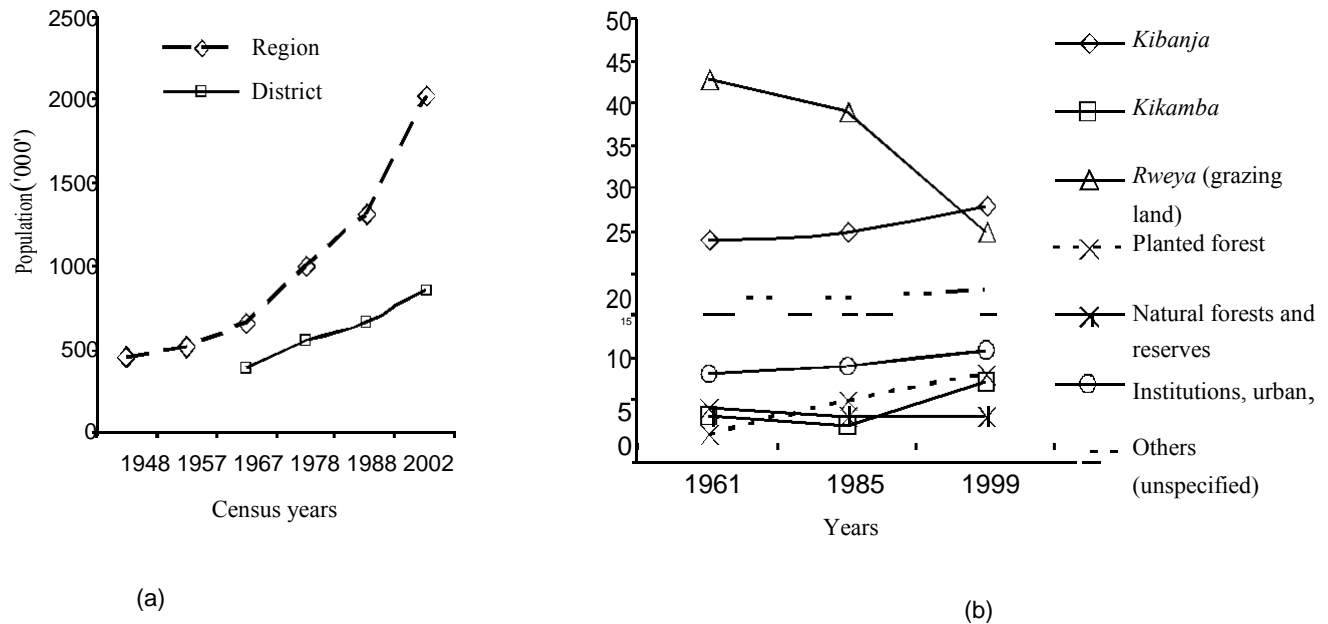 2500
2000
1500
1000
500
0
Population('000')
Region
District
1948 1957 1967 1978 1988 2002
Census years
(a)
50
45
40
35
30
25
20
15
10
5
0
1961 1985 1999
Years
Kibanja
Kikamba
Rweya (grazing
land)
Planted forest
Natural forests and
reserves
Institutions, urban,
Others
(unspecified)
(b)